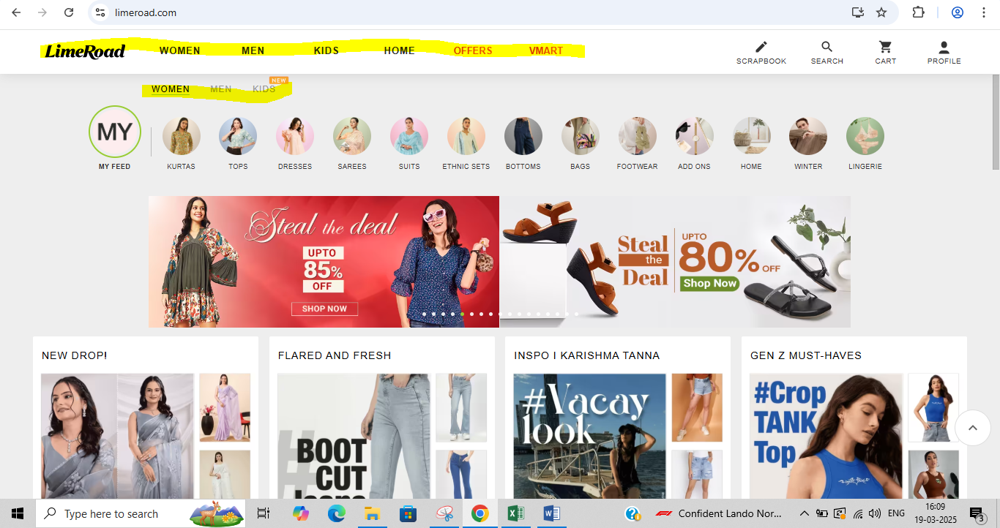 limeroad.com
LimeRoad WOMEN MEN KIDS HOME OFFERS VMART
SCRAPBOOK SEARCH CART PROFILE
NEW
WOMEN MEN KIDS
MY
MY FEED KURTAS TOPS DRESSES SAREES SUITS ETHNIC SETS BOTTOMS BAGS FOOTWEAR ADD ONS HOME WINTER LINGERIE
Steal the deal
UPTO
85%
OFF
SHOP NOW
Steal
the
Deal
UPTO
80% OFF
Shop Now
NEW DROP!
FLARED AND FRESH
INSPO I KARISHMA TANNA
GEN Z MUST-HAVES
#
BOOT
CUT
Jeans
#Vacay
look
#Crop
TANK
Top
Type here to search
Confident Lando Nor...
ENG
16:09
19-03-2025
3